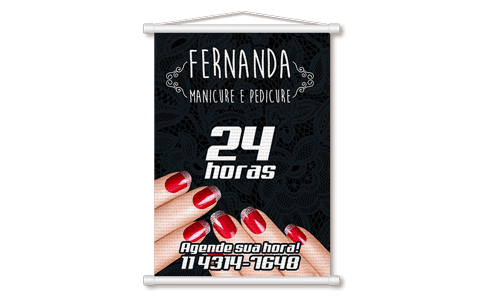 FERNANDA
MANICURE E PEDICURE
24
horas
Agende sua hora!
11 4314-7648